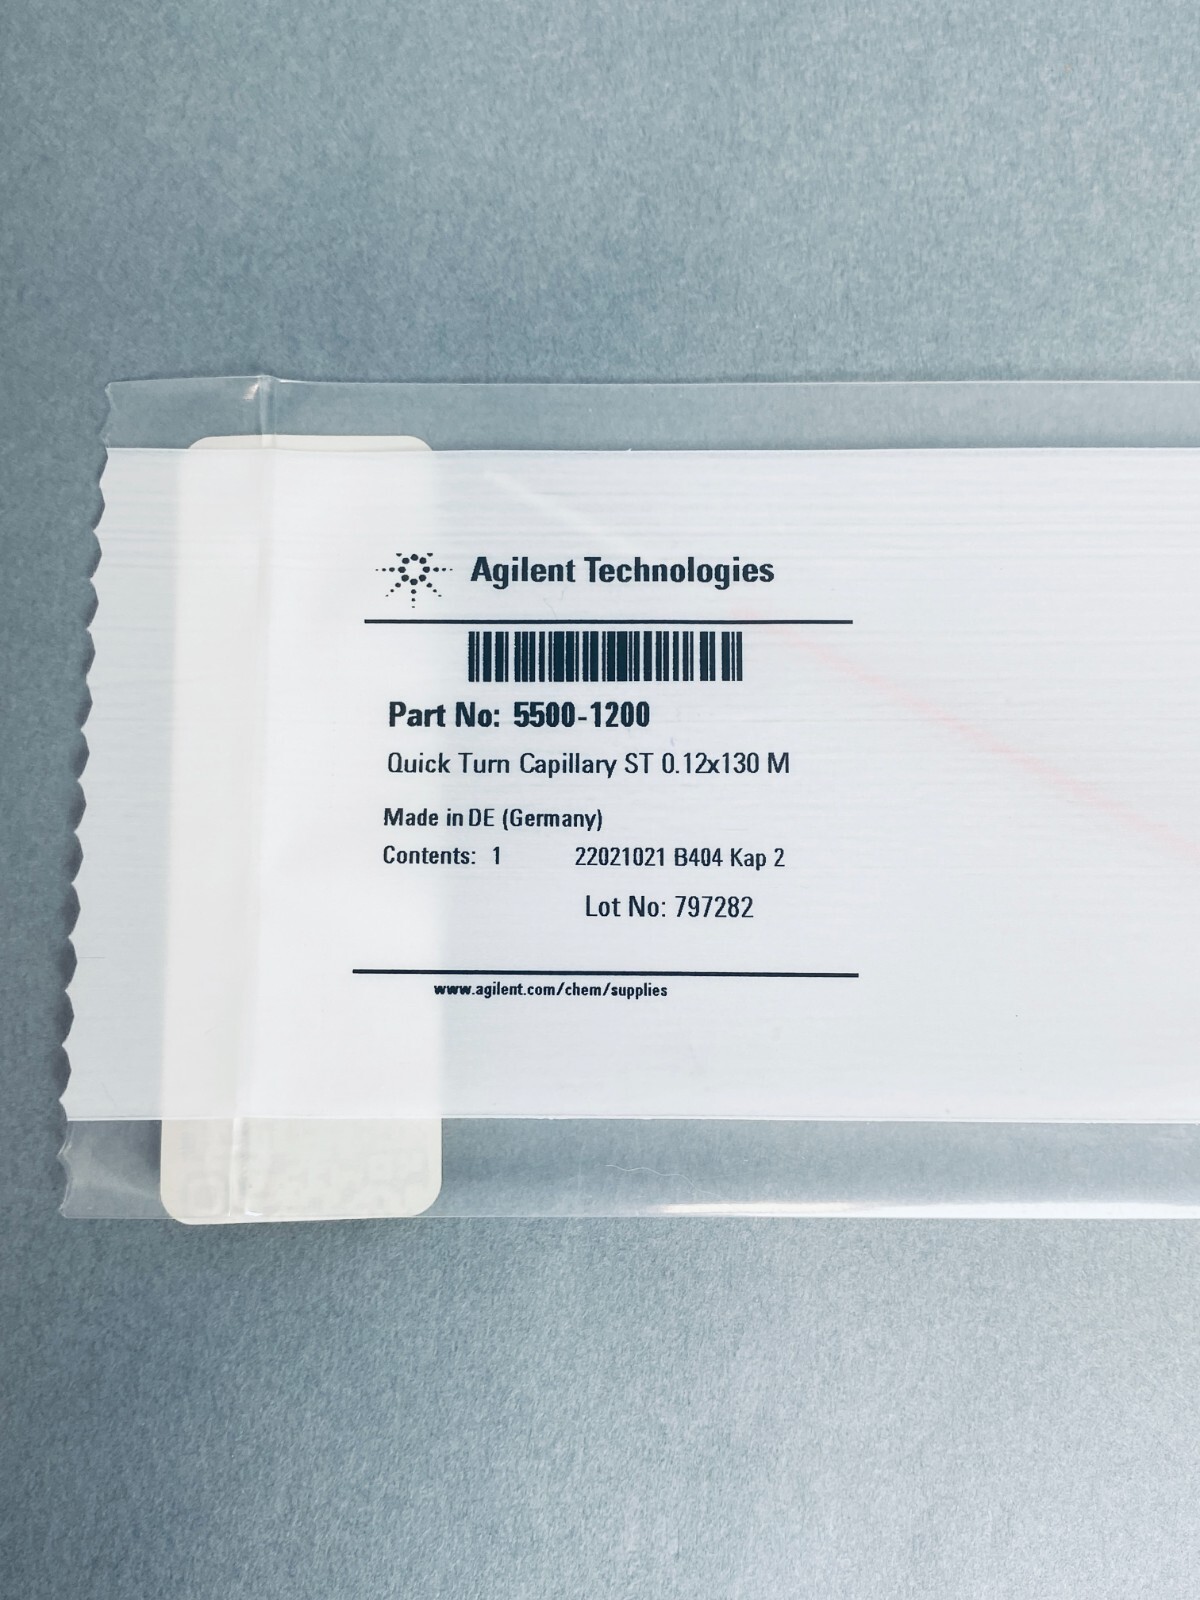 Agilent Technologies
Part No: 5500-1200
Quick Turn Capillary ST 0.12x130 M
Made in DE (Germany)
Contents: 1 22021021 B404 Kap 2
Lot No: 797282
www.agilent.com/chem/supplies